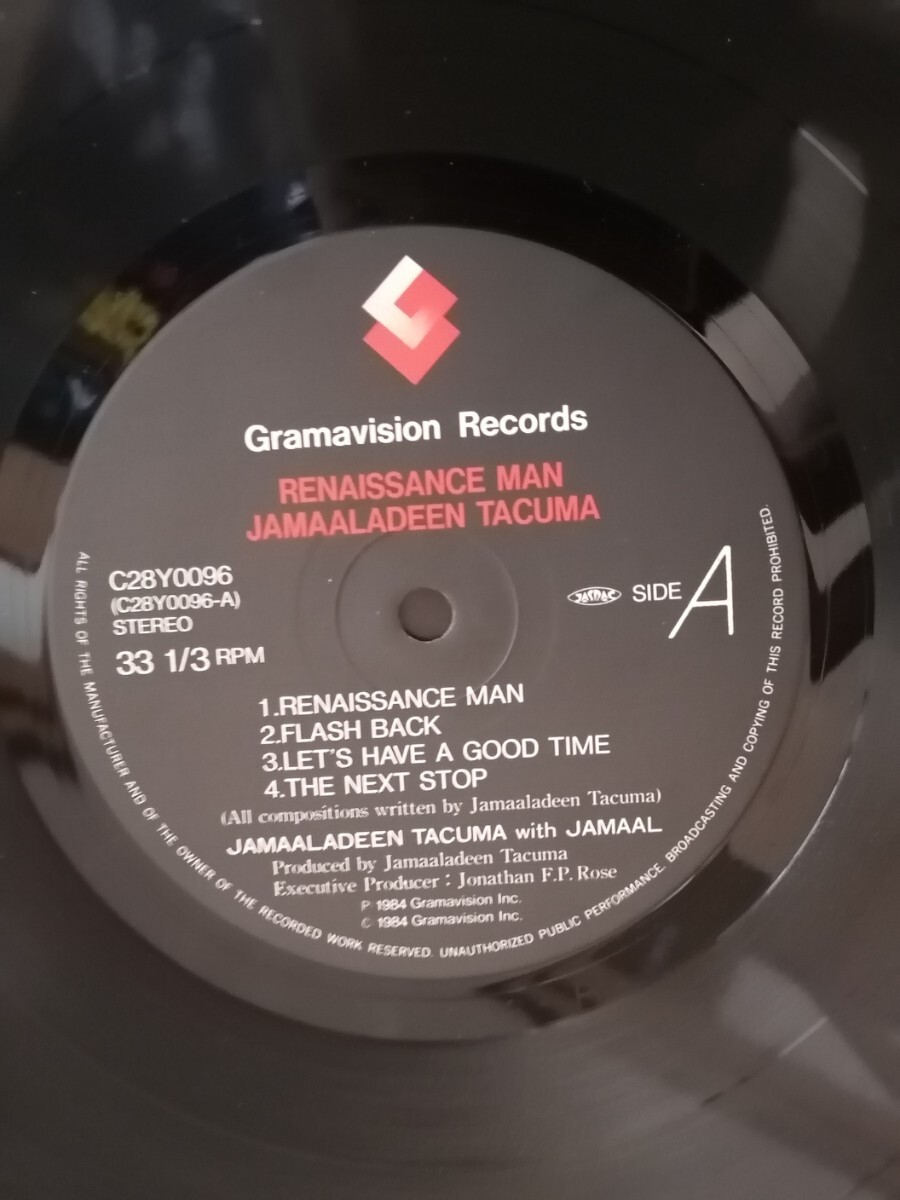 Gramavision Records
RENAISSANCE MAN
JAMAALADEEN TACUMA
C28Y0096
(C28Y0096-A)
STEREO
33 1/3 RPM
JASRAC
SIDE A
1.RENAISSANCE MAN
2.FLASH BACK
3.LET'S HAVE A GOOD TIME
4.THE NEXT STOP
(All compositions written by Jamaaladeen Tacuma)
JAMAALADEEN TACUMA with JAMAAL
Produced by Jamaaladeen Tacuma
Executive Producer : Jonathan F.P. Rose
P 1984 Gramavision Inc.
C 1984 Gramavision Inc.
ALL RIGHTS OF THE MANUFACTURER AND OF THE OWNER OF THE RECORDED WORK RESERVED. UNAUTHORIZED PUBLIC PERFORMANCE. BROADCASTING AND COPYING OF THIS RECORD PROHIBITED.